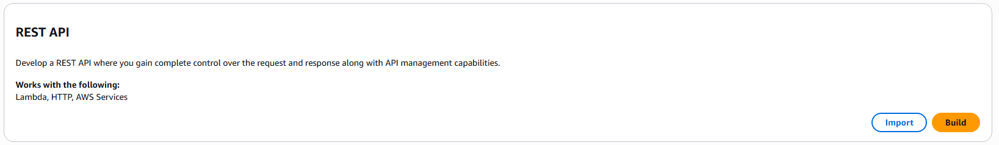 REST API
Develop a REST API where you gain complete control over the request and response along with API management capabilities.
Works with the following:
Lambda, HTTP, AWS Services
Import
Build